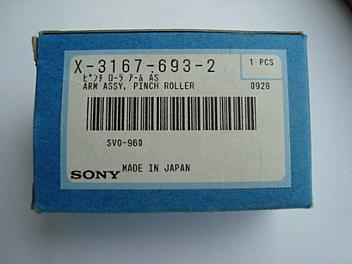 X-3167-693-2
1 PCS
ピンチ ローラ アーム AS
ARM ASSY, PINCH ROLLER
0928
SVO-960
SONY MADE IN JAPAN